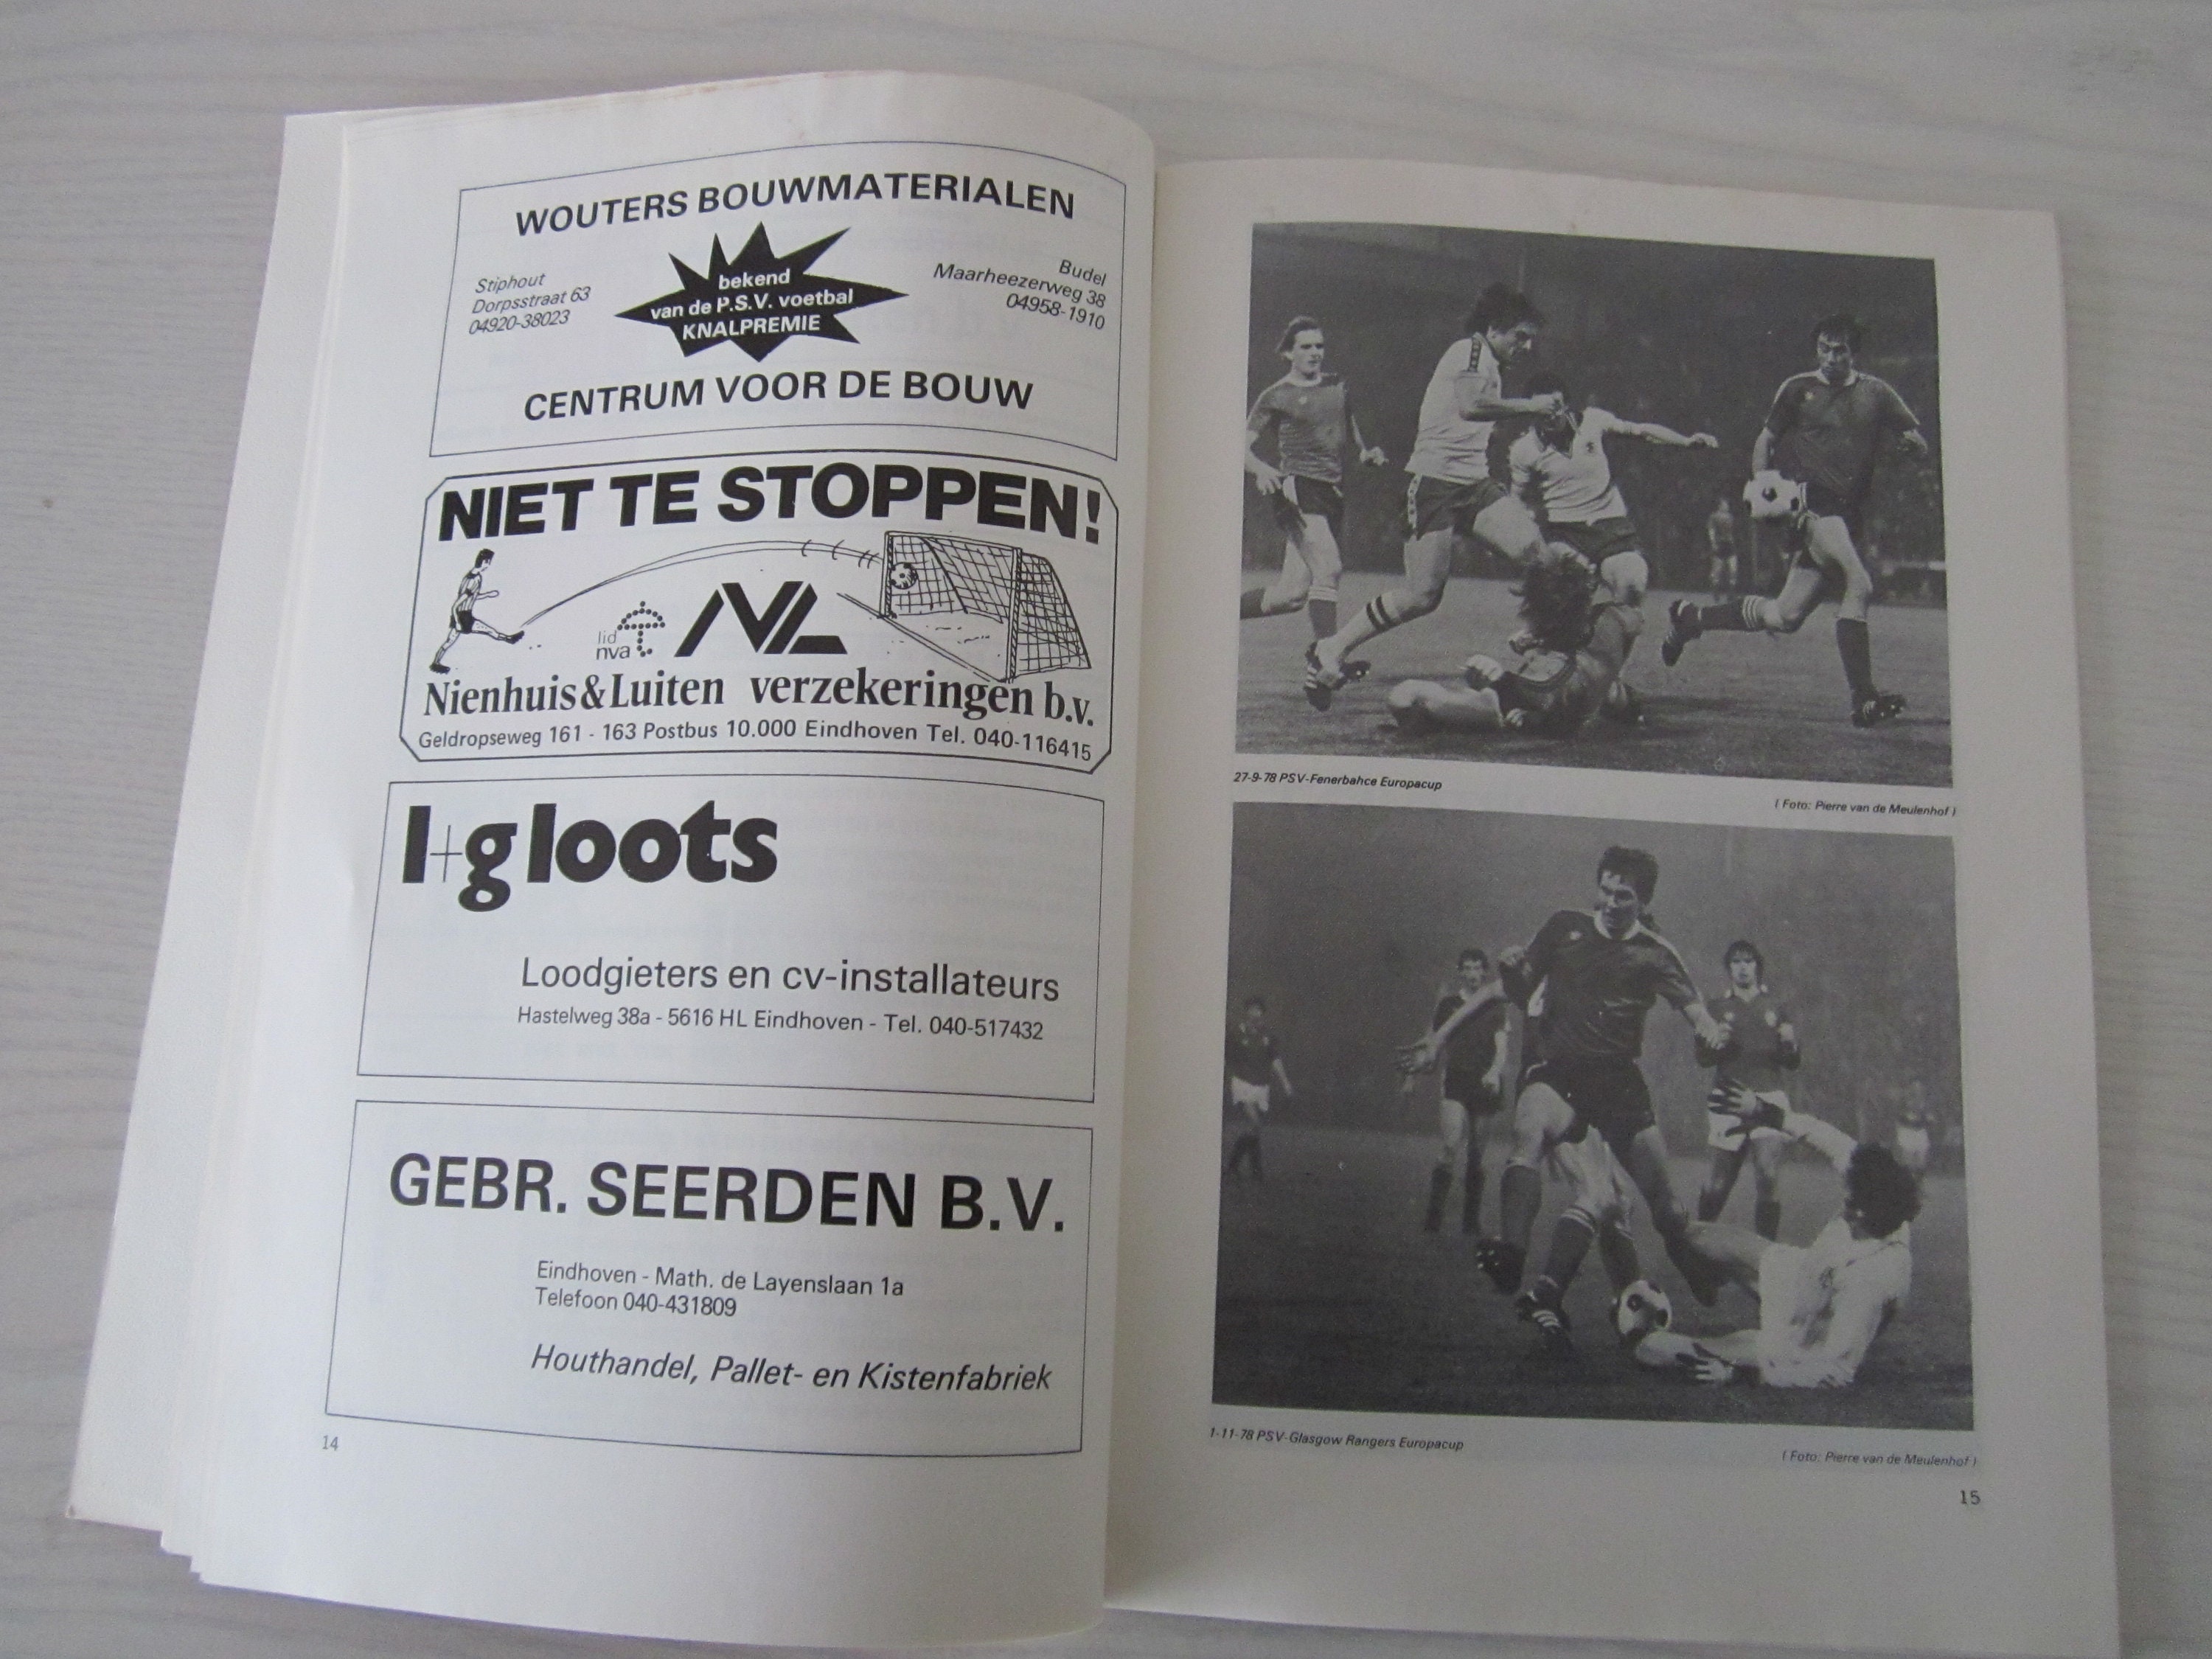 WOUTERS BOUWMATERIALEN
Stiphout
Dorpsstraat 63
04920-38023
bekend
van de P.S.V. voetbal
KNALPREMIE
Budel
Maarheezerweg 38
04958-1910
CENTRUM VOOR DE BOUW
NIET TE STOPPEN!
lid
nva
NL
Nienhuis&Luiten verzekeringen b.v.
Geldropseweg 161 - 163 Postbus 10.000 Eindhoven Tel. 040-116415
l+g loots
Loodgieters en cv-installateurs
Hastelweg 38a - 5616 HL Eindhoven - Tel. 040-517432
GEBR. SEERDEN B.V.
Eindhoven - Math. de Layenslaan 1a
Telefoon 040-431809
Houthandel, Pallet- en Kistenfabriek
14
27-9-78 PSV-Fenerbahce Europacup
( Foto: Pierre van de Meulenhof )
1-11-78 PSV-Glasgow Rangers Europacup
( Foto: Pierre van de Meulenhof )
15